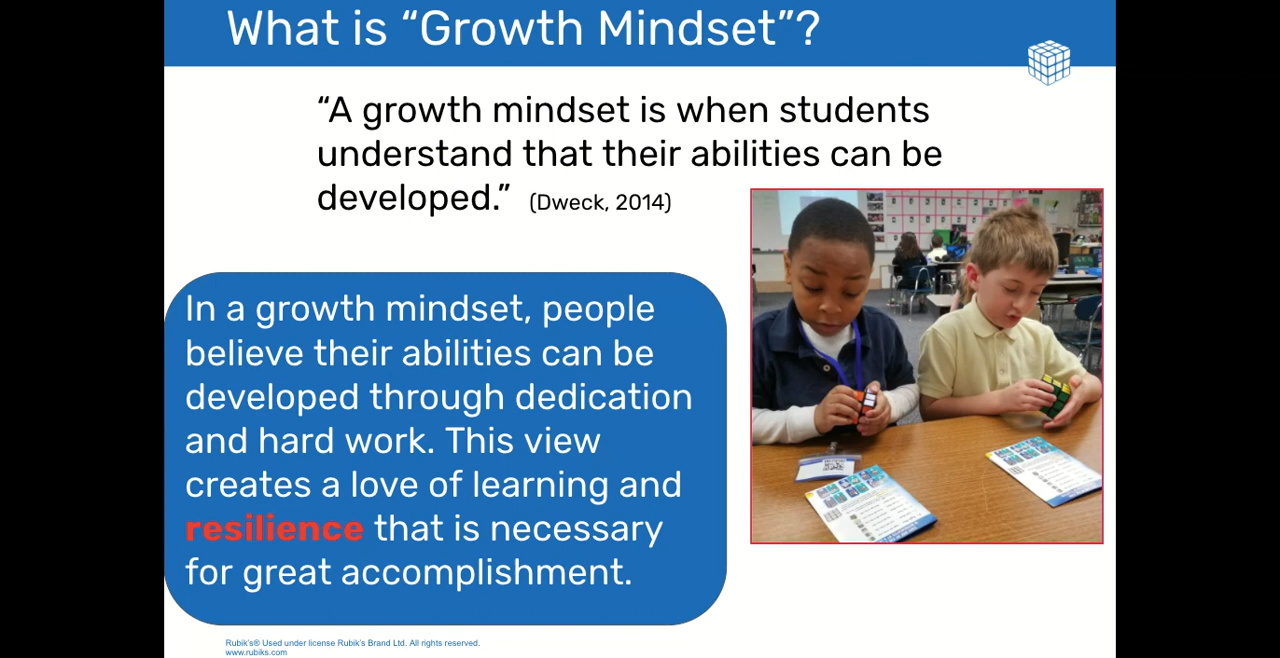 What is “Growth Mindset”?
“A growth mindset is when students
understand that their abilities can be
developed.” (Dweck, 2014)
In a growth mindset, people
believe their abilities can be
developed through dedication
and hard work. This view
creates a love of learning and
resilience that is necessary
for great accomplishment.
Rubik’s® Used under license Rubik’s Brand Ltd. All rights reserved.
www.rubiks.com